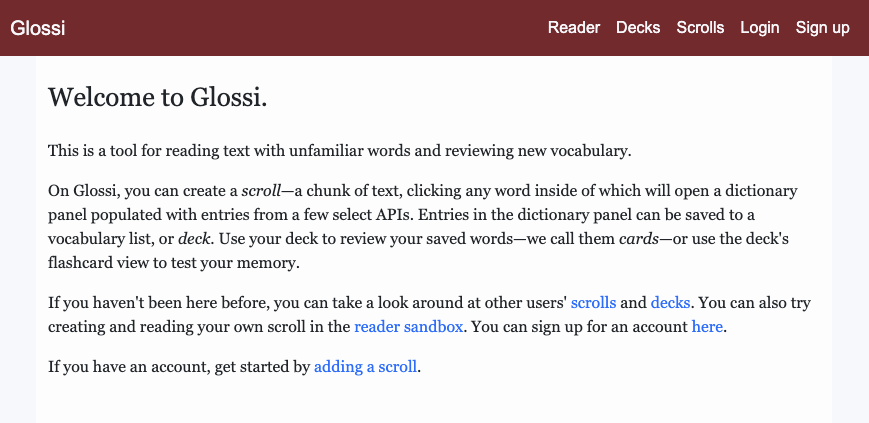 Glossi
Reader Decks Scrolls Login Sign up
Welcome to Glossi.
This is a tool for reading text with unfamiliar words and reviewing new vocabulary.
On Glossi, you can create a scroll—a chunk of text, clicking any word inside of which will open a dictionary
panel populated with entries from a few select APIs. Entries in the dictionary panel can be saved to a
vocabulary list, or deck. Use your deck to review your saved words—we call them cards—or use the deck's
flashcard view to test your memory.
If you haven't been here before, you can take a look around at other users' scrolls and decks. You can also try
creating and reading your own scroll in the reader sandbox. You can sign up for an account here.
If you have an account, get started by adding a scroll.